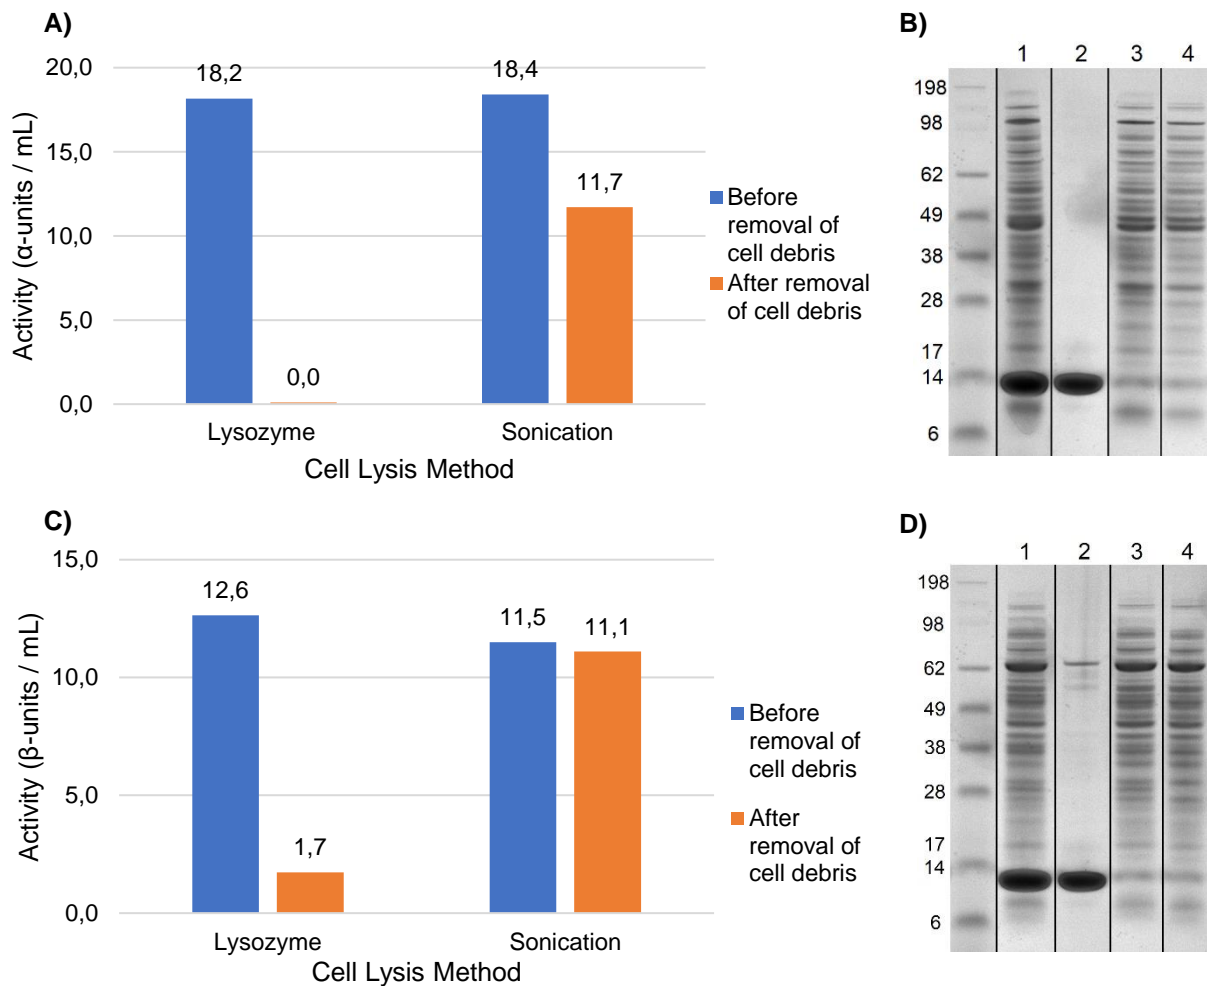 A)
20,0
15,0
10,0
5,0
0,0
Activity (α-units / mL)
18,2
0,0
18,4
11,7
Lysozyme
Sonication
Cell Lysis Method
Before
removal of
cell debris
After removal
of cell debris
B)
1 2 3 4
198
98
62
49
38
28
17
14
6
C)
15,0
10,0
5,0
0,0
Activity (β-units / mL)
12,6
1,7
11,5
11,1
Lysozyme
Sonication
Cell Lysis Method
Before
removal of
cell debris
After
removal of
cell debris
D)
1 2 3 4
198
98
62
49
38
28
17
14
6